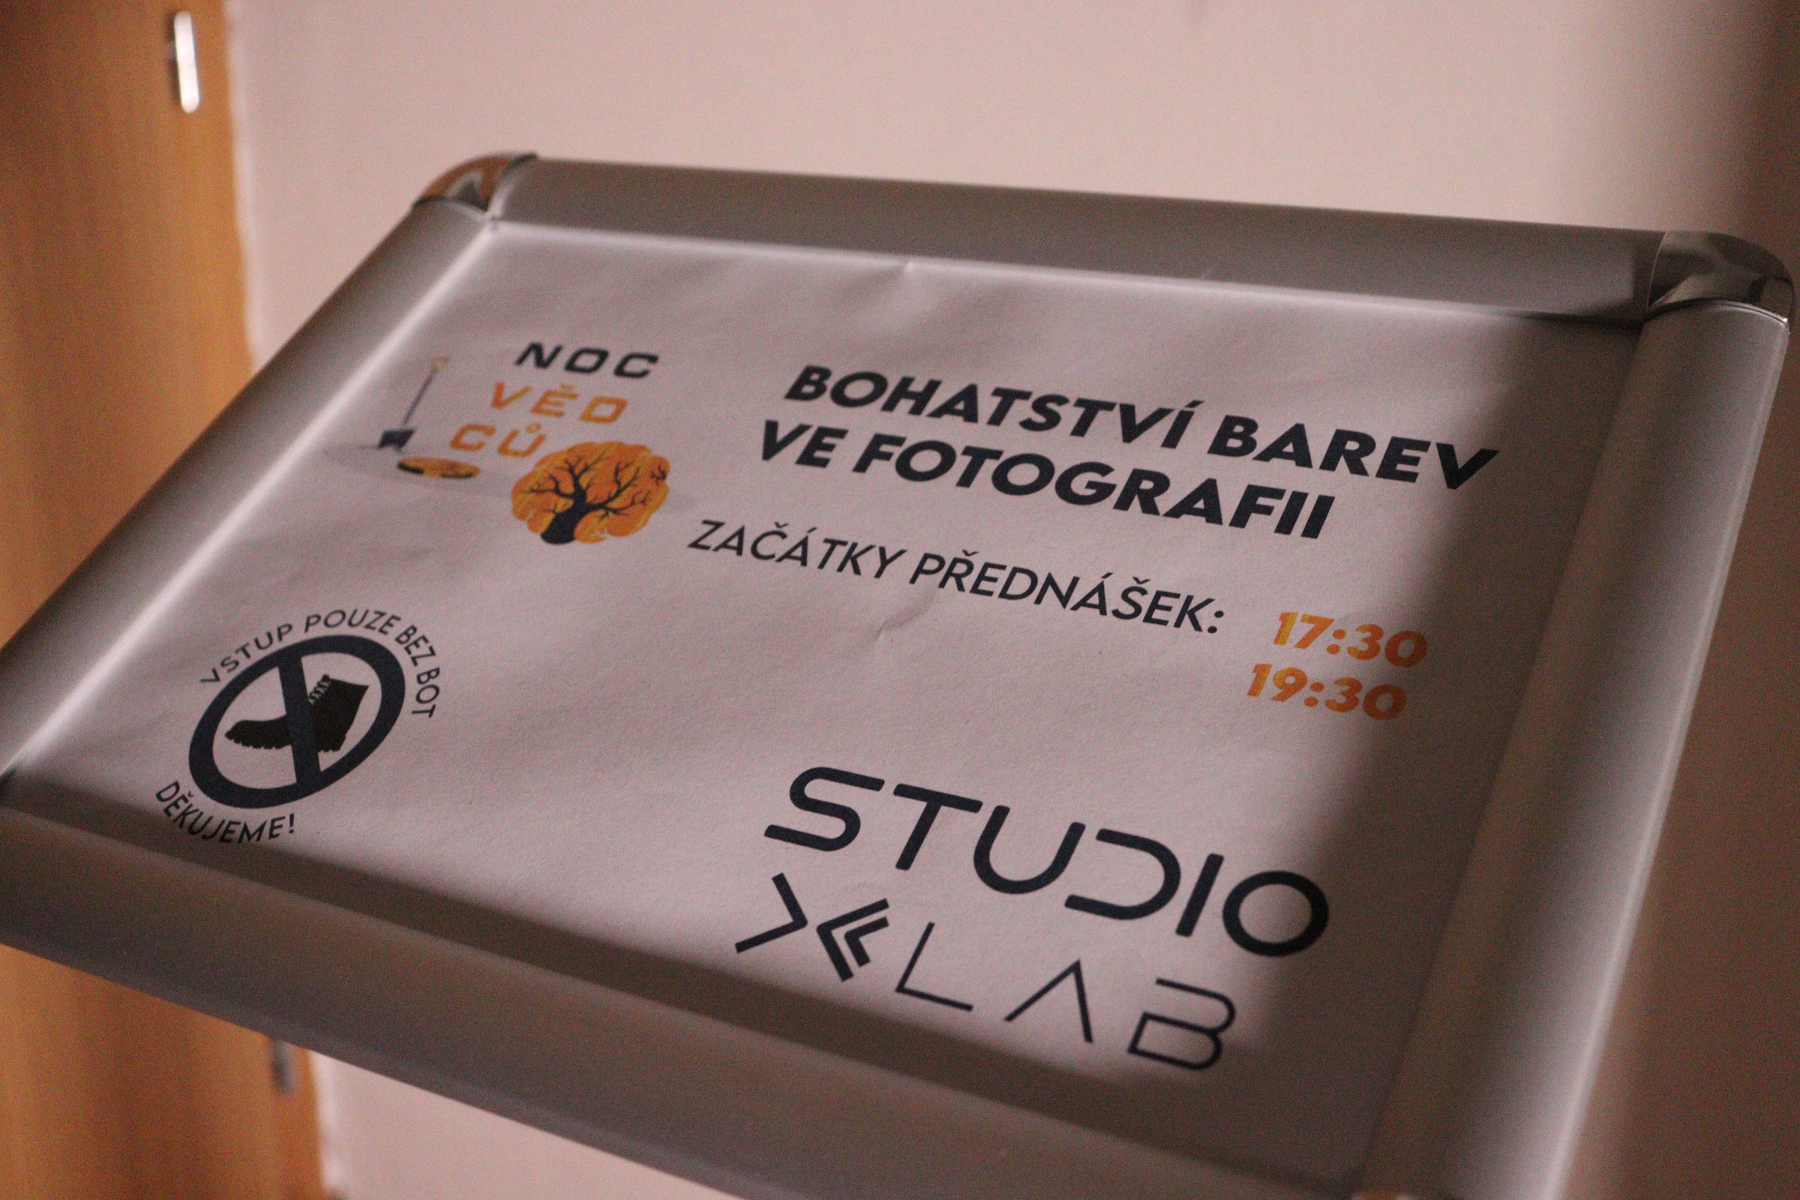 NOC
VĚD
CŮ
BOHATSTVÍ BAREV
VE FOTOGRAFII
ZAČÁTKY PŘEDNÁŠEK: 17:30
19:30
VSTUP POUZE BEZ BOT
DĚKUJEME!
STUDIO
XLAB